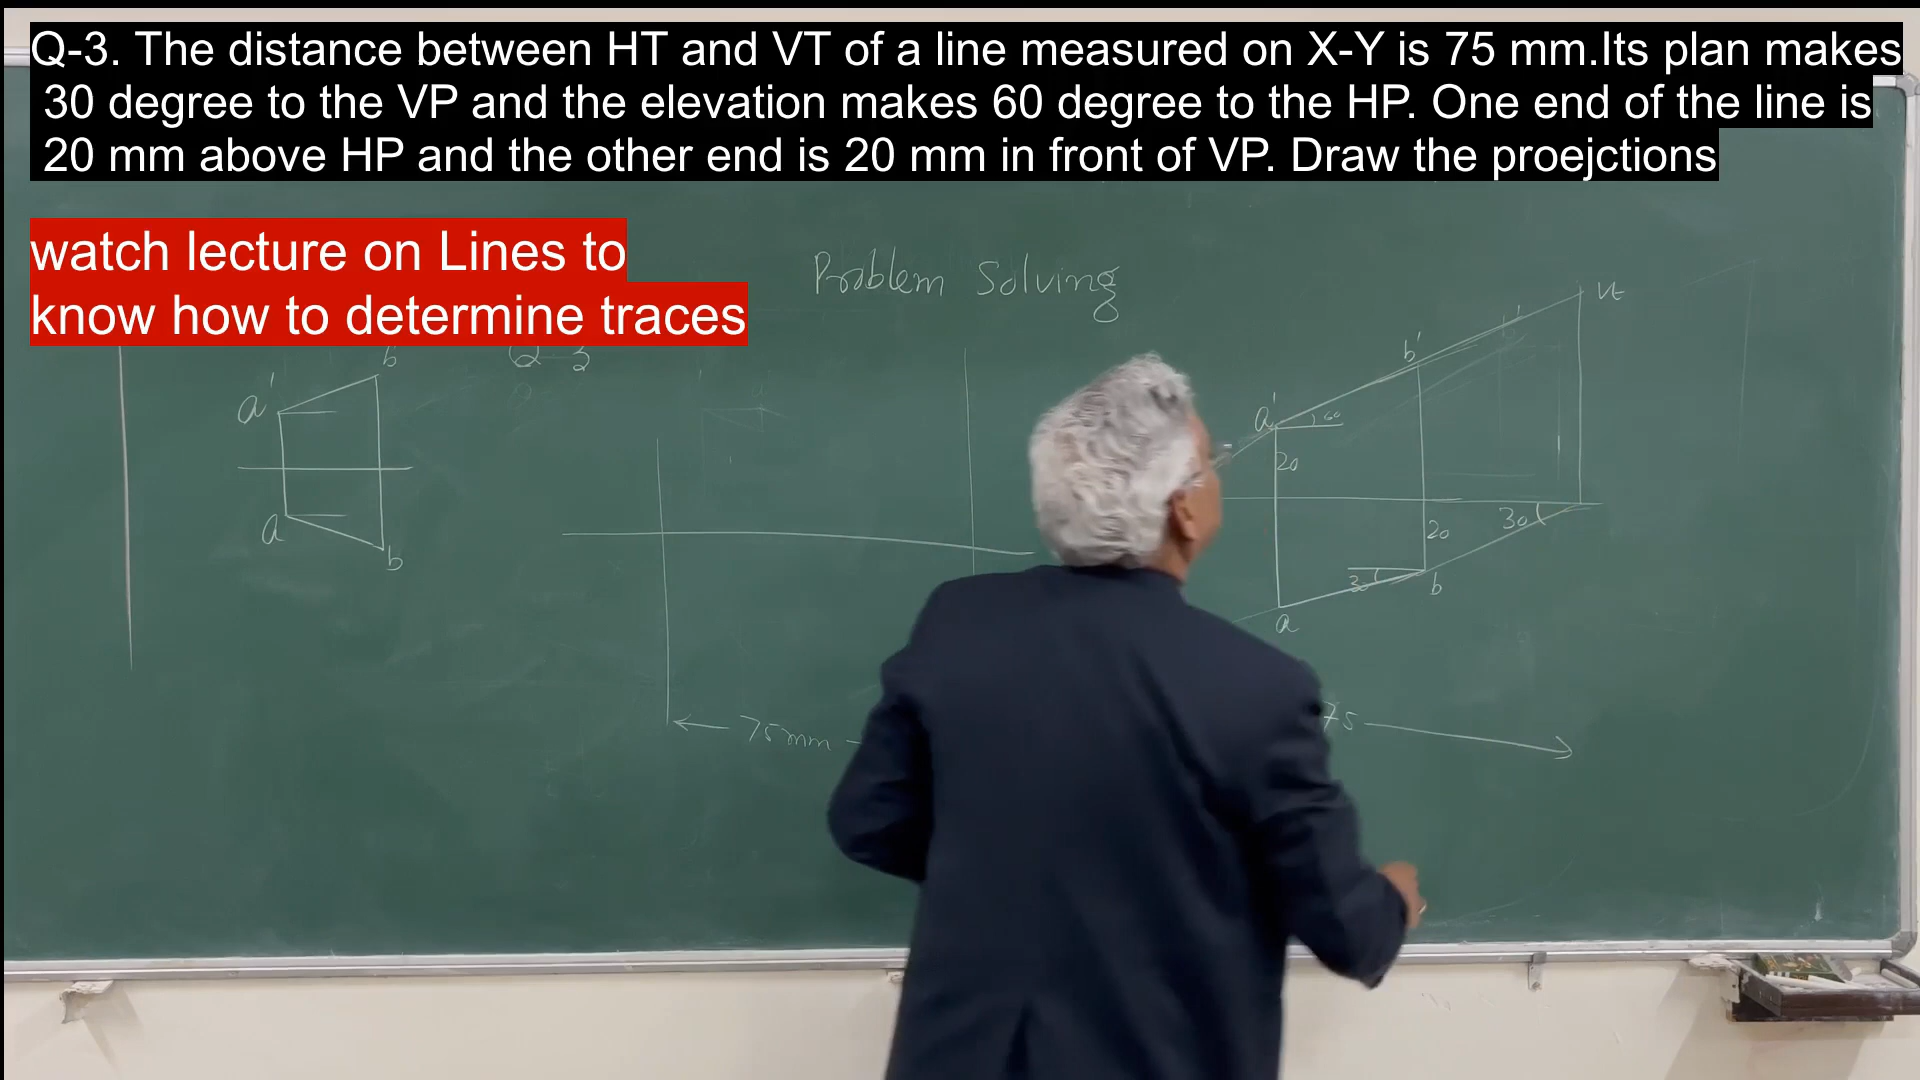 Q-3. The distance between HT and VT of a line measured on X-Y is 75 mm.Its plan makes
30 degree to the VP and the elevation makes 60 degree to the HP. One end of the line is
20 mm above HP and the other end is 20 mm in front of VP. Draw the proejctions
watch lecture on Lines to
know how to determine traces
Problem Solving
Q-3
a'
b'
a
b
75mm
a'
60
b'
b'
Vt
20
20
30
30
b
a
75